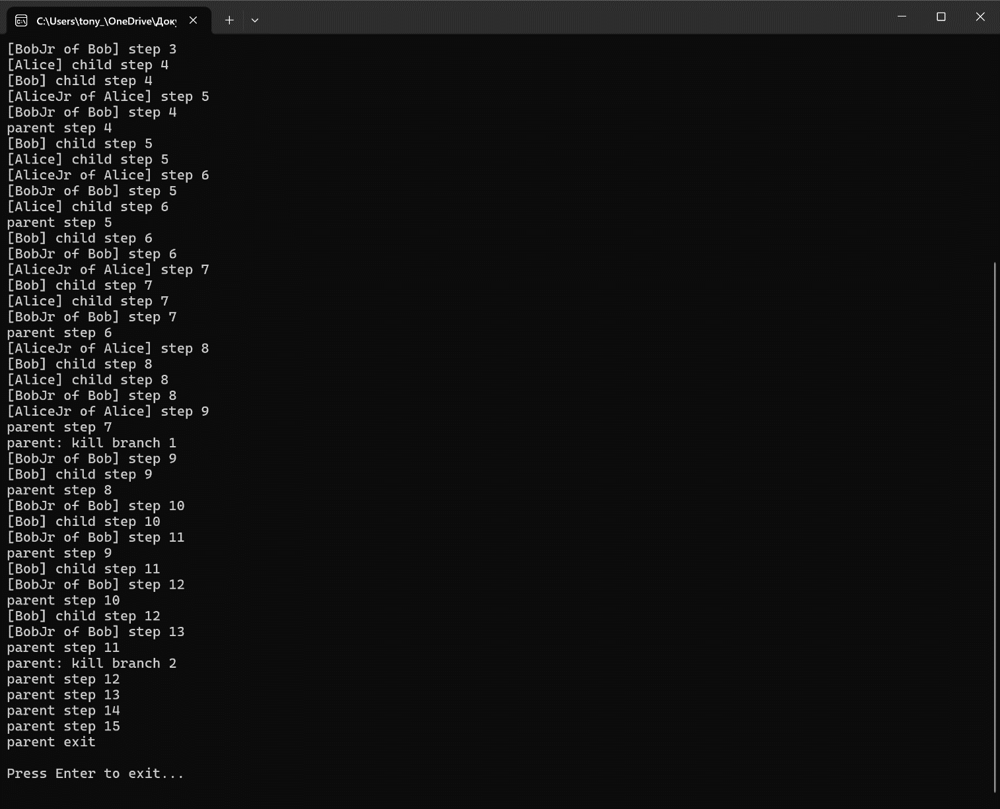 C:\Users\tony_\OneDrive\Док
[BobJr of Bob] step 3
[Alice] child step 4
[Bob] child step 4
[AliceJr of Alice] step 5
[BobJr of Bob] step 4
parent step 4
[Bob] child step 5
[Alice] child step 5
[AliceJr of Alice] step 6
[BobJr of Bob] step 5
[Alice] child step 6
parent step 5
[Bob] child step 6
[BobJr of Bob] step 6
[AliceJr of Alice] step 7
[Bob] child step 7
[Alice] child step 7
[BobJr of Bob] step 7
parent step 6
[AliceJr of Alice] step 8
[Bob] child step 8
[Alice] child step 8
[BobJr of Bob] step 8
[AliceJr of Alice] step 9
parent step 7
parent: kill branch 1
[BobJr of Bob] step 9
[Bob] child step 9
parent step 8
[BobJr of Bob] step 10
[Bob] child step 10
[BobJr of Bob] step 11
parent step 9
[Bob] child step 11
[BobJr of Bob] step 12
parent step 10
[Bob] child step 12
[BobJr of Bob] step 13
parent step 11
parent: kill branch 2
parent step 12
parent step 13
parent step 14
parent step 15
parent exit
Press Enter to exit...